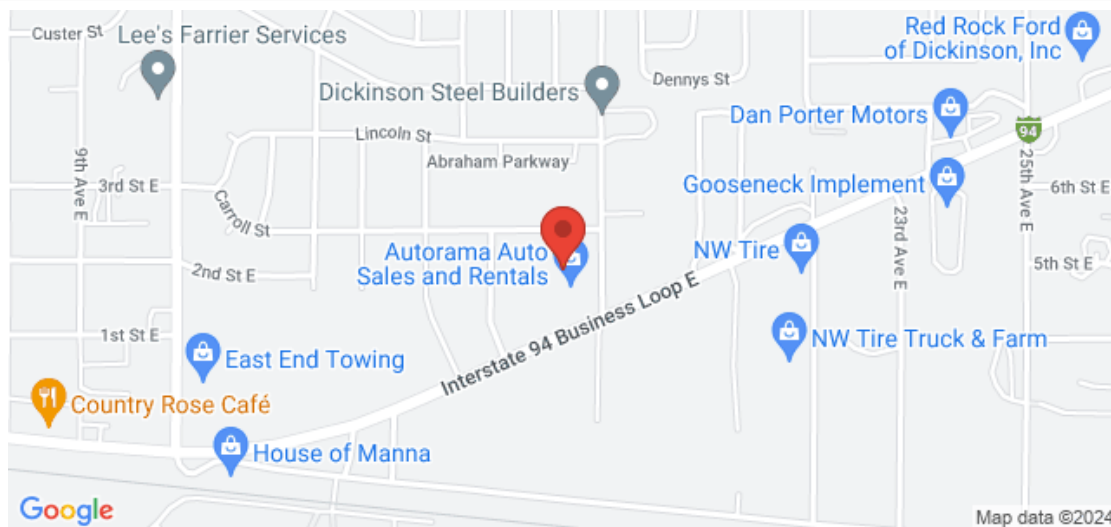 Custer St
Lee's Farrier Services
Red Rock Ford
of Dickinson, Inc
Dennys St
Dickinson Steel Builders
Dan Porter Motors
94
Lincoln St
Abraham Parkway
9th Ave E
25th Ave E
3rd St E
Gooseneck Implement
6th St E
Carroll St
23rd Ave E
Autorama Auto
Sales and Rentals
NW Tire
2nd St E
5th St E
Interstate 94 Business Loop E
1st St E
East End Towing
NW Tire Truck & Farm
Country Rose Café
House of Manna
Google
Map data ©2024